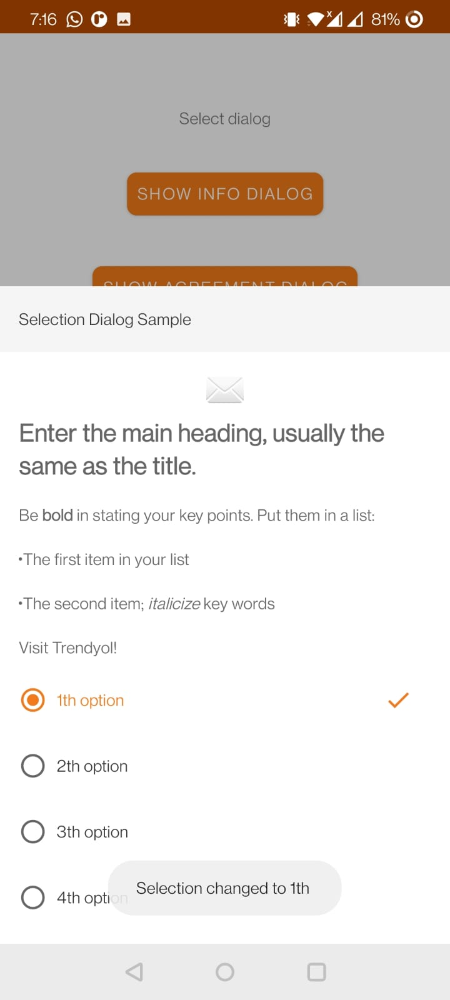 7:16 81%
Select dialog
SHOW INFO DIALOG
SHOW AGREEMENT DIALOG
Selection Dialog Sample
Enter the main heading, usually the
same as the title.
Be bold in stating your key points. Put them in a list:
•The first item in your list
•The second item; italicize key words
Visit Trendyol!
1th option
2th option
3th option
4th option
Selection changed to 1th